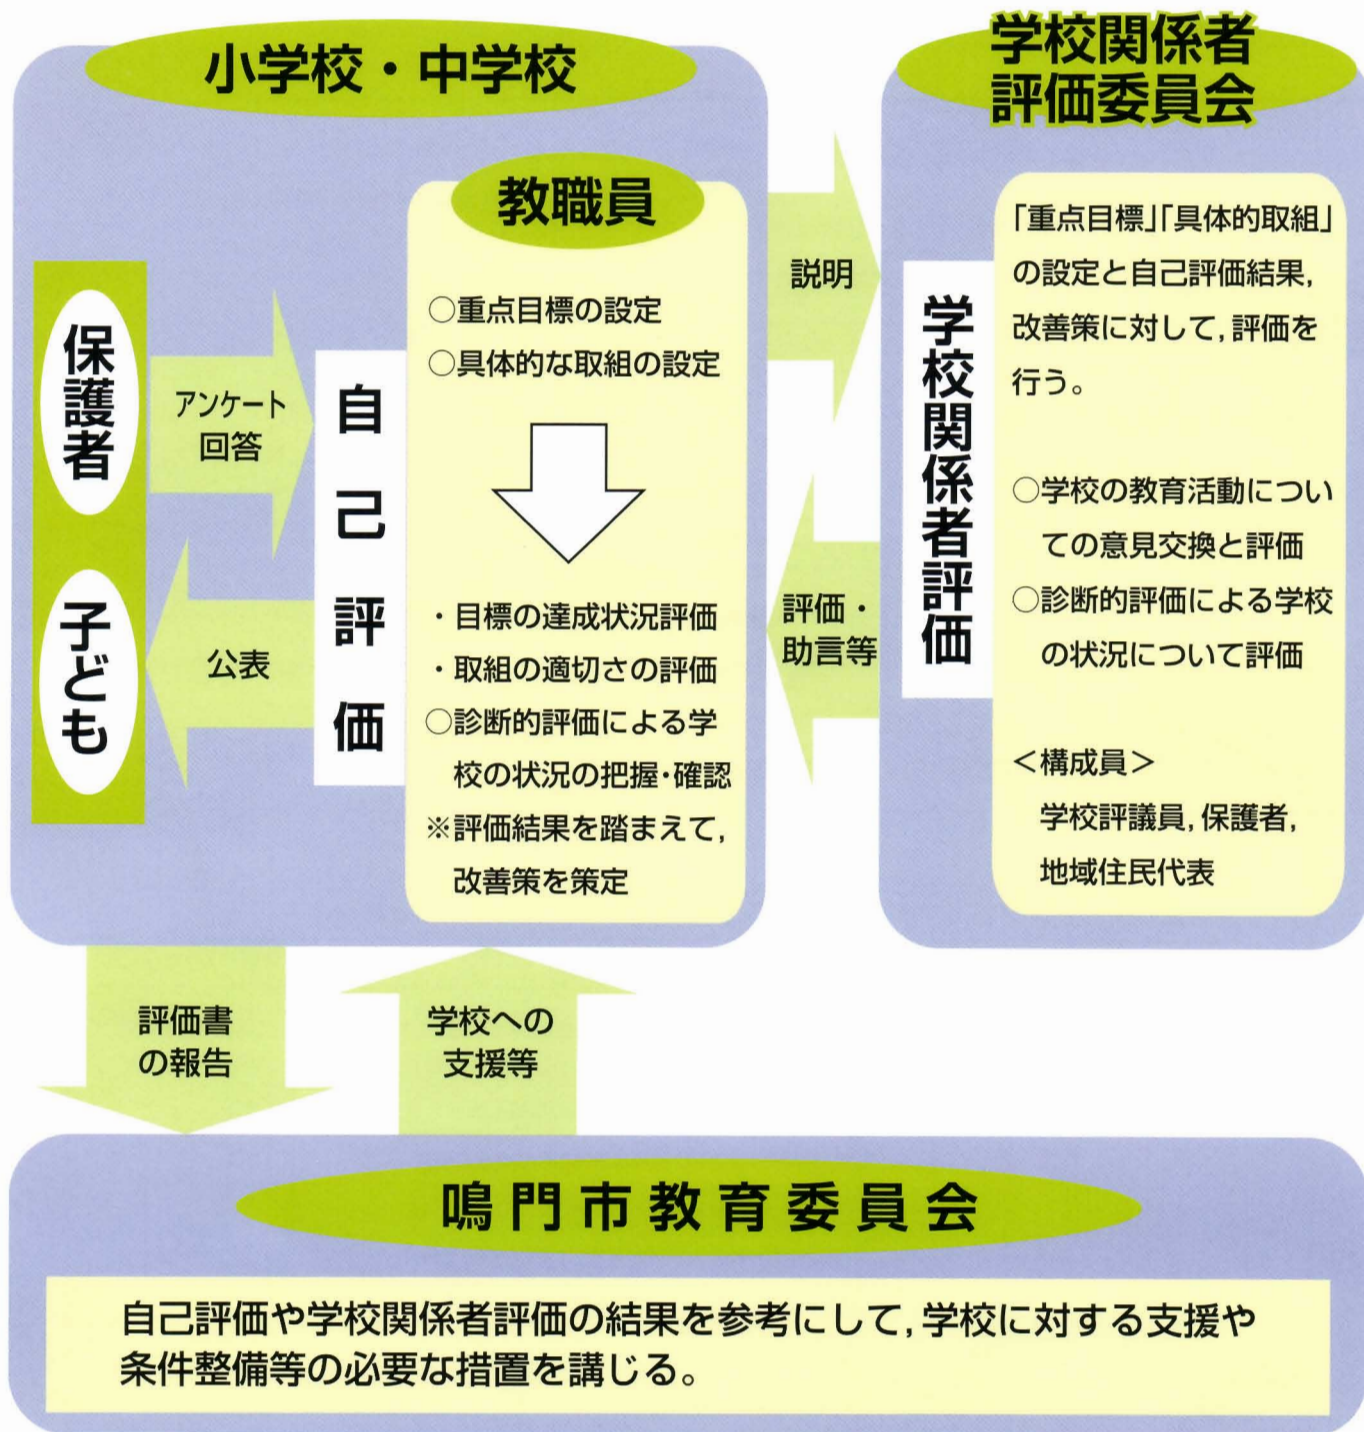 小学校・中学校
保護者
子ども
アンケート
回答
公表
自己評価
教職員
○重点目標の設定
○具体的な取組の設定
・目標の達成状況評価
・取組の適切さの評価
○診断的評価による学
校の状況の把握・確認
※評価結果を踏まえて,
改善策を策定
説明
評価・
助言等
学校関係者
評価委員会
学校関係者評価
「重点目標」「具体的取組」
の設定と自己評価結果,
改善策に対して,評価を
行う。
○学校の教育活動につい
ての意見交換と評価
○診断的評価による学校
の状況について評価
<構成員>
学校評議員,保護者,
地域住民代表
評価書
の報告
学校への
支援等
鳴門市教育委員会
自己評価や学校関係者評価の結果を参考にして,学校に対する支援や
条件整備等の必要な措置を講じる。